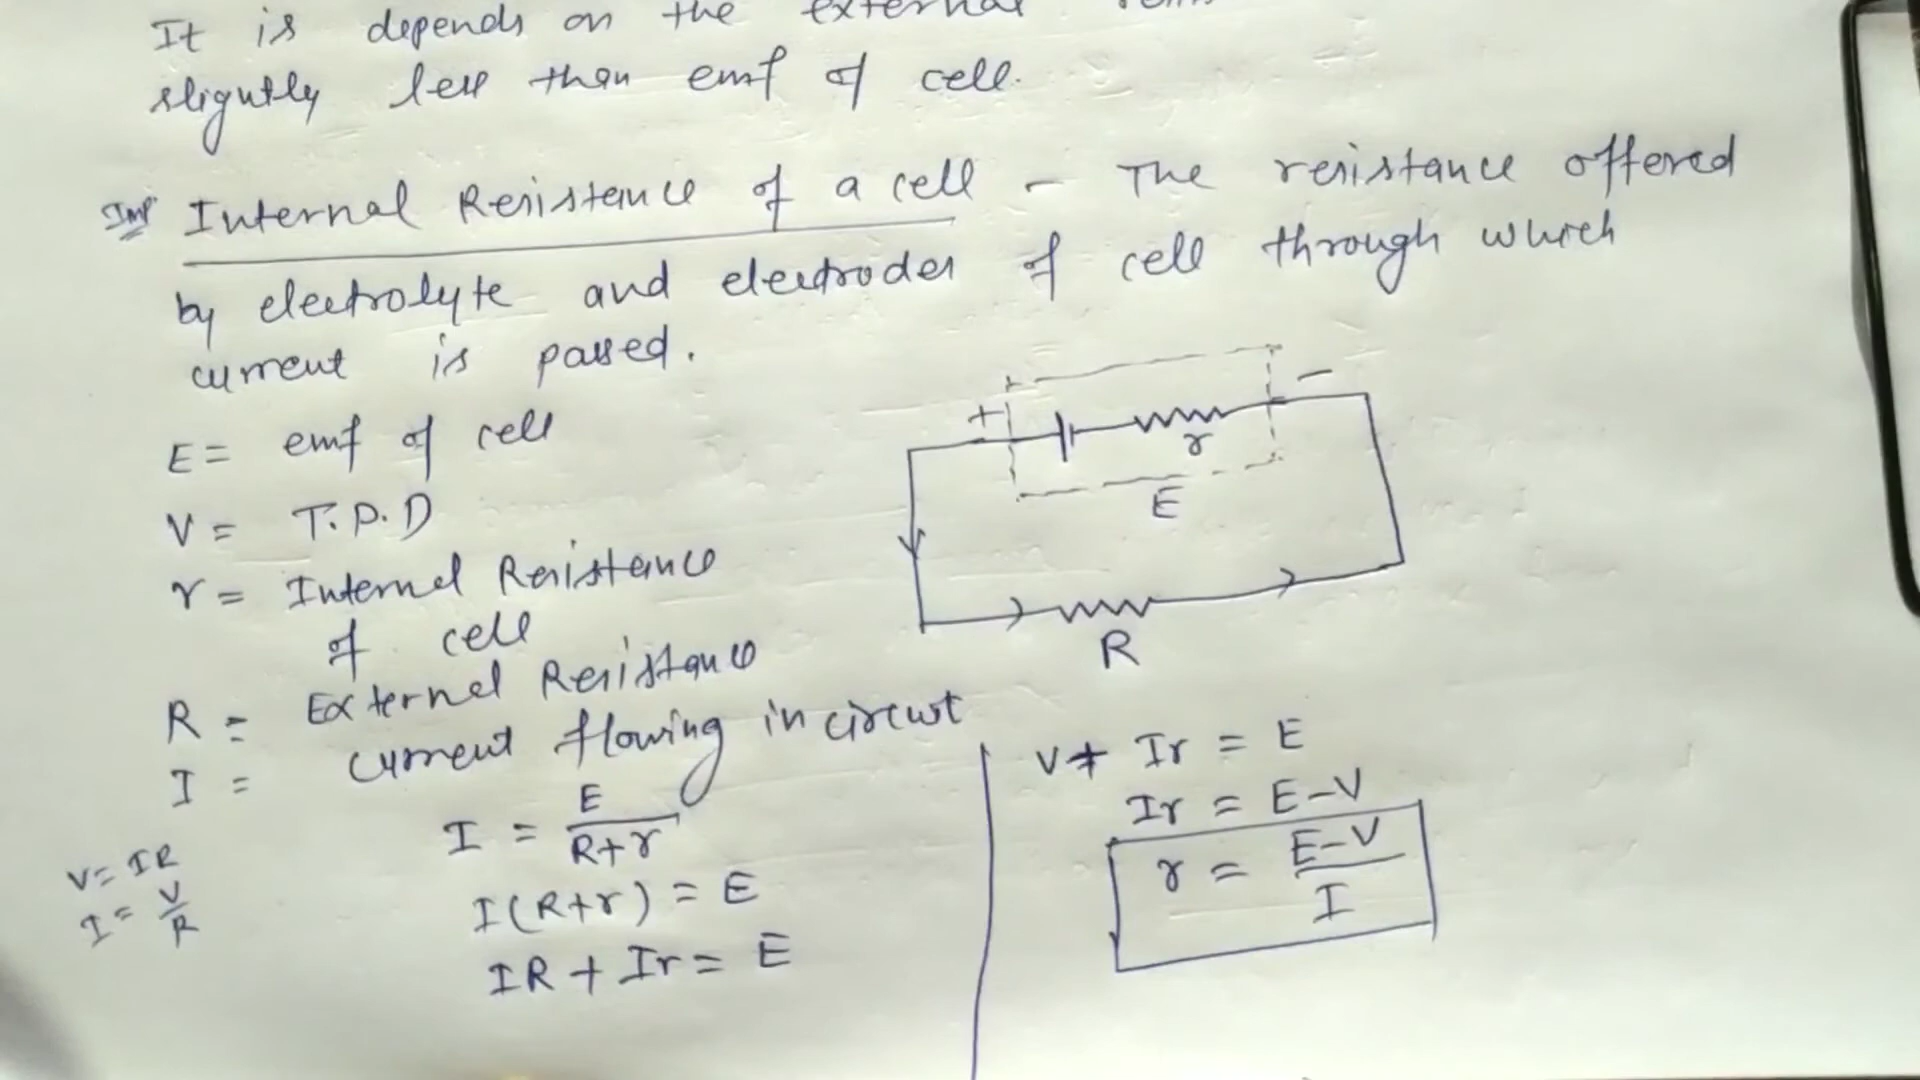 It is depends on the external
slightly less than emf of cell.
Imp Internal Resistance of a cell - The resistance offered
by electrolyte and electrodes of cell through which
current is passed.
E = emf of cell
V = T.P.D
r = Internal Resistance
of cell
R = External Resistance
I = current flowing in circuit
+ -
r
E
R
I = E/(R+r)
I(R+r) = E
IR + Ir = E
V = IR
I = V/R
V + Ir = E
Ir = E-V
r = (E-V)/I